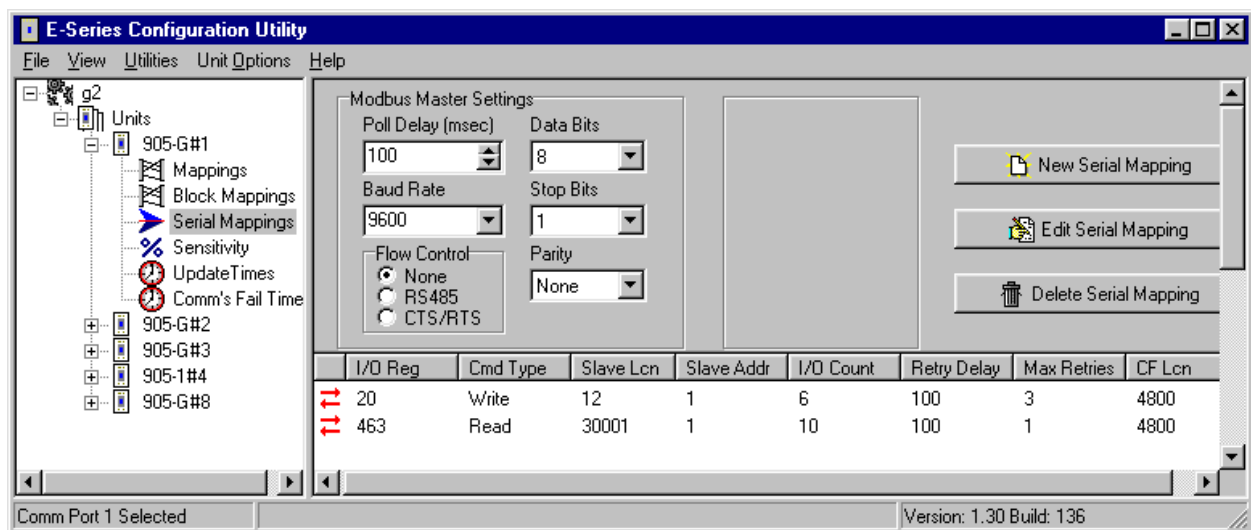 E-Series Configuration Utility
File View Utilities Unit Options Help
g2
Units
905-G#1
Mappings
Block Mappings
Serial Mappings
Sensitivity
UpdateTimes
Comm's Fail Time
905-G#2
905-G#3
905-1#4
905-G#8
Modbus Master Settings
Poll Delay (msec) Data Bits
100 8
Baud Rate Stop Bits
9600 1
Flow Control Parity
None None
RS485
CTS/RTS
New Serial Mapping
Edit Serial Mapping
Delete Serial Mapping
I/O Reg Cmd Type Slave Lcn Slave Addr I/O Count Retry Delay Max Retries CF Lcn
20 Write 12 1 6 100 3 4800
463 Read 30001 1 10 100 1 4800
Comm Port 1 Selected Version: 1.30 Build: 136